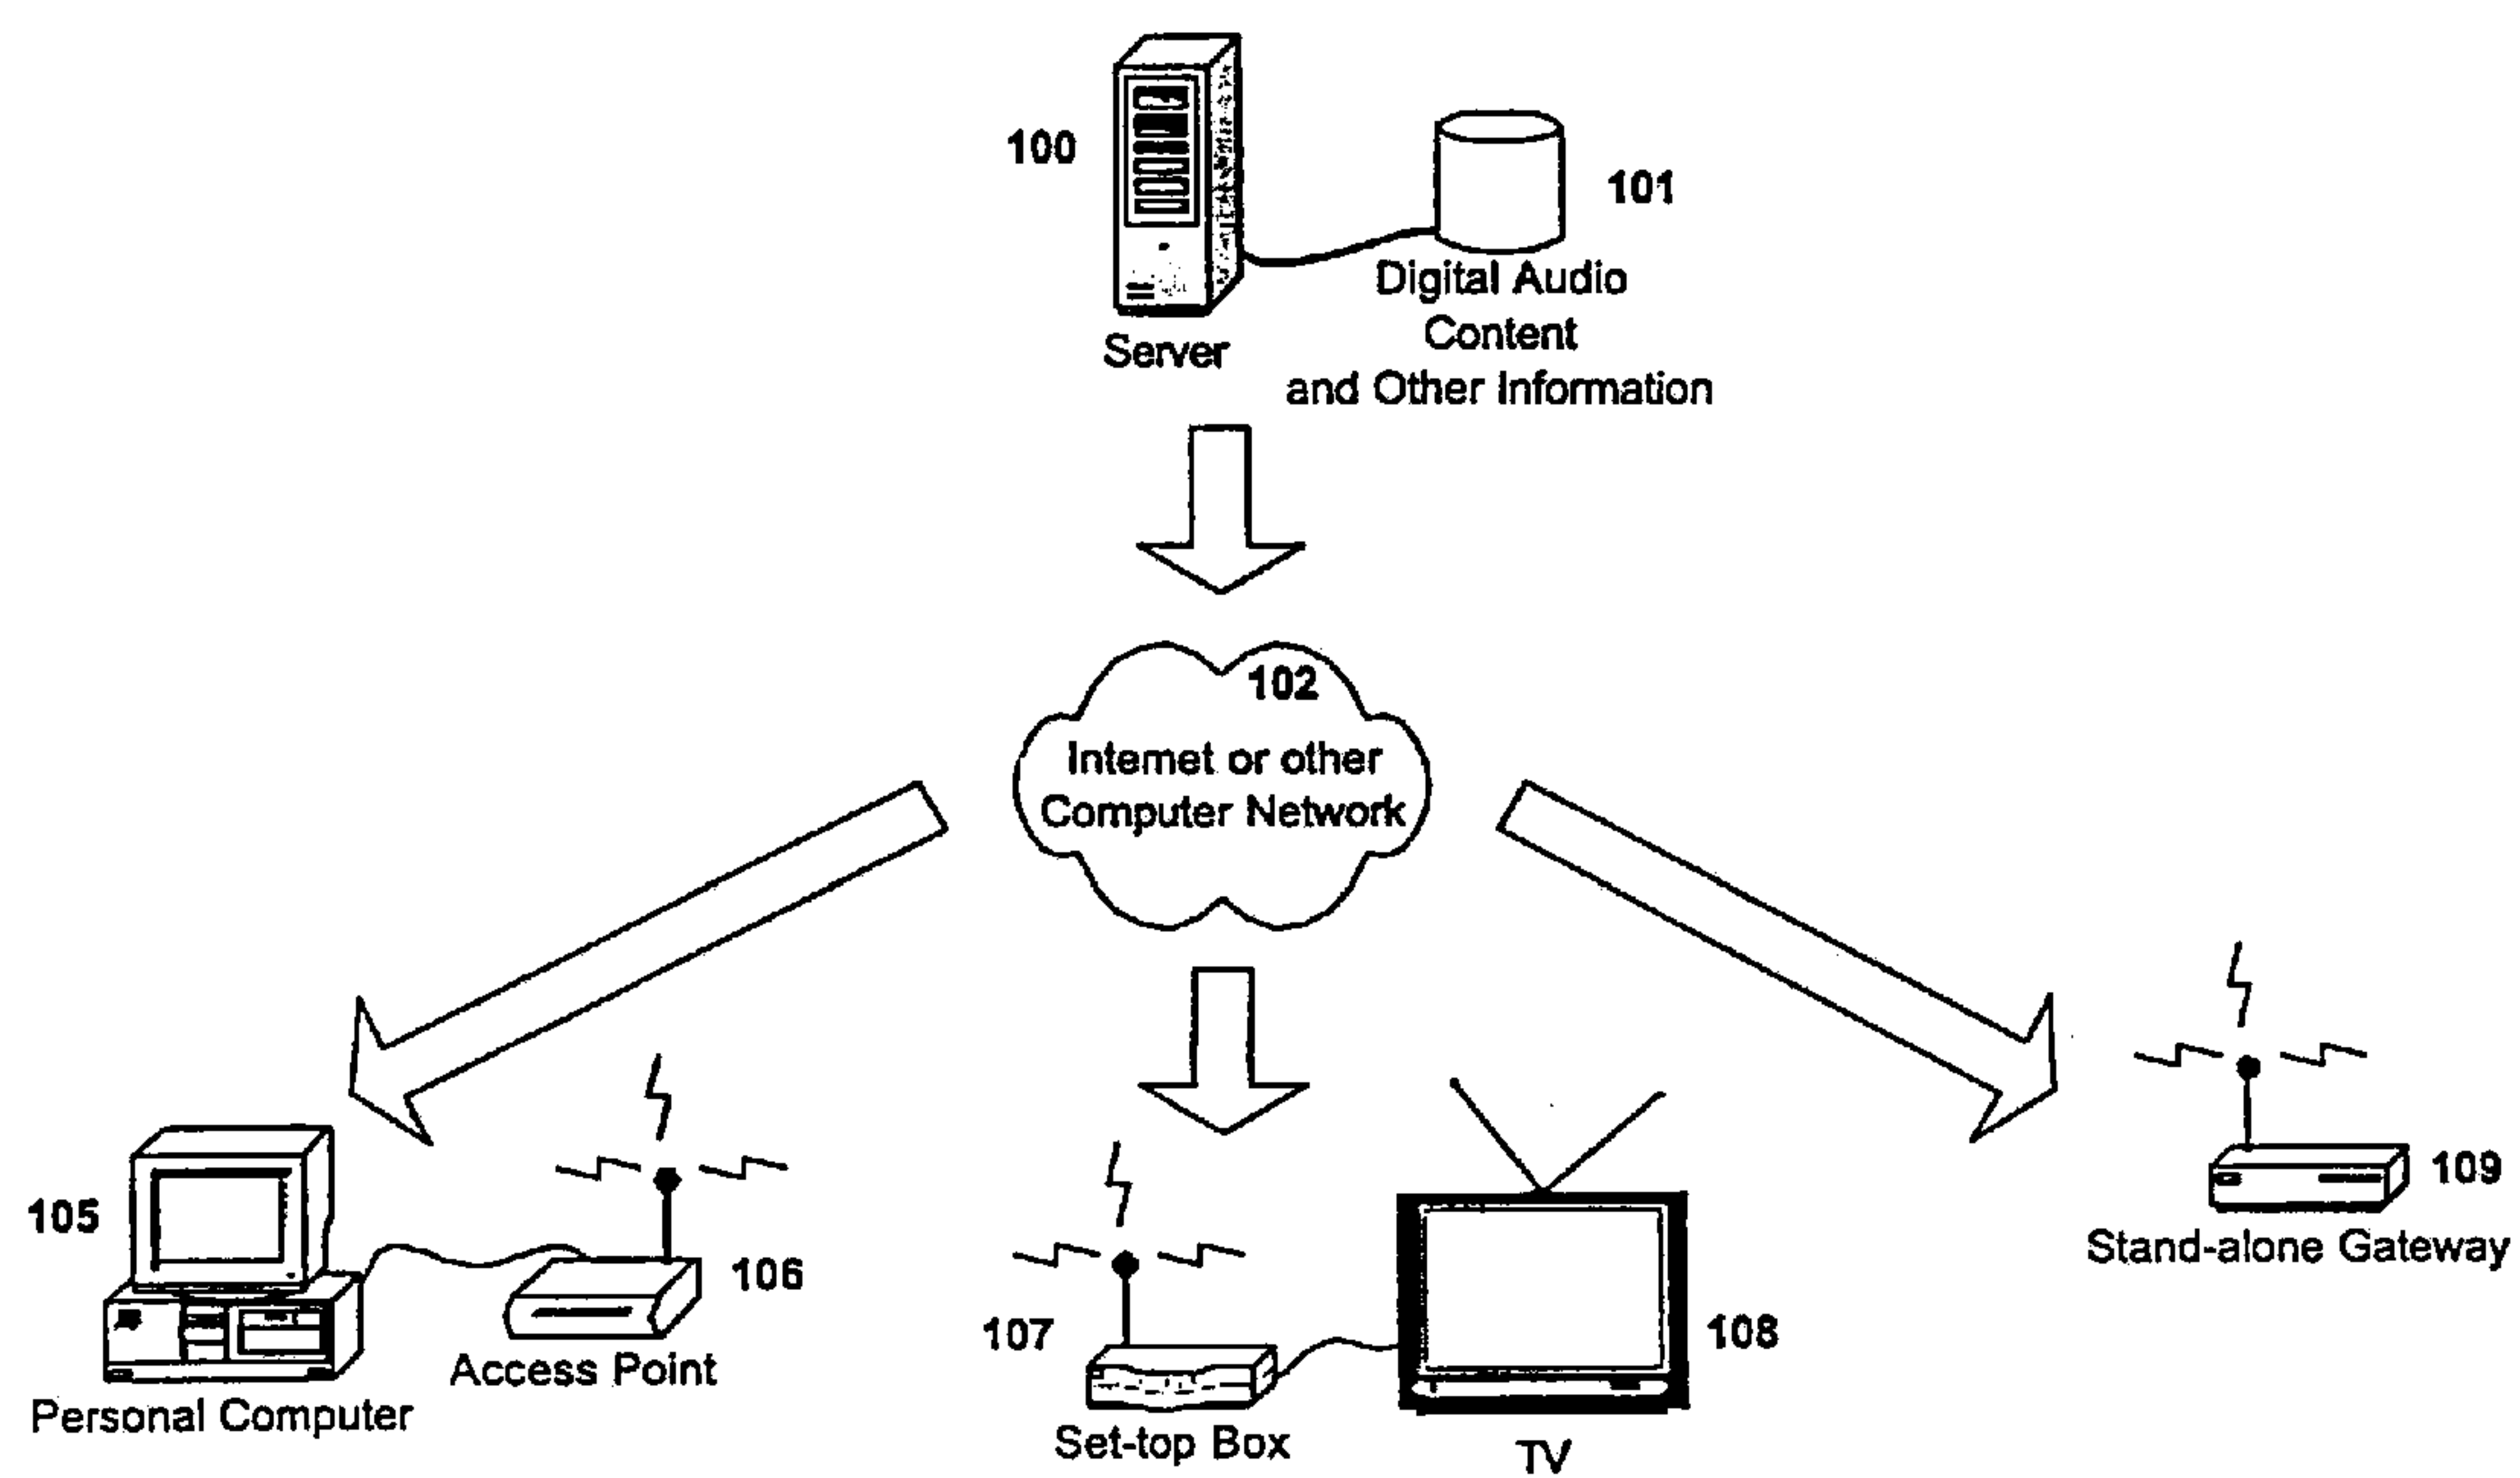 100
101
Digital Audio
Content
and Other Information
Server
102
Internet or other
Computer Network
105
106
Access Point
Personal Computer
107
Set-top Box
108
TV
109
Stand-alone Gateway